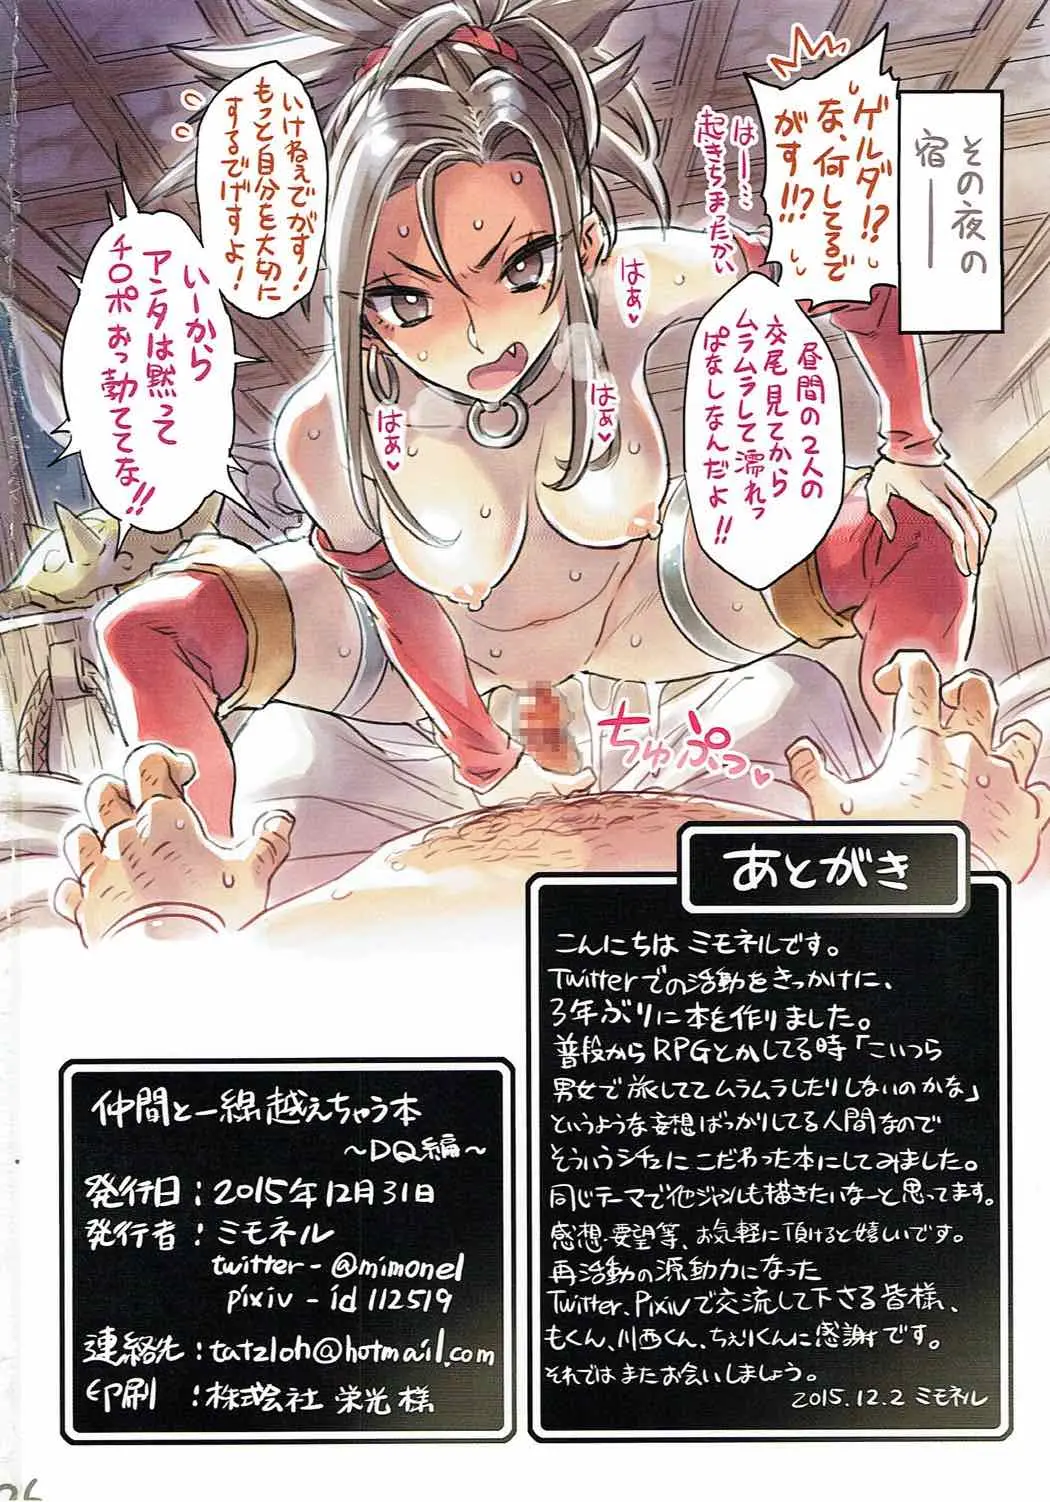 その夜の
宿――
ゲルダ!?
な、何してるで
がす!!?
はー…
起きちまったかい
昼間の2人の
交尾見てから
ムラムラして濡れっ
ぱなしなんだよ!!
はぁ♥
はぁ♥
はぁ♥
いけねぇでがす!
もっと自分を大切に
するでげすよ!
いーから
アンタは黙って
チ○ポおっ勃ててな!!
ちゅぷっ♥
あとがき
こんにちは ミモネルです。
Twitterでの活動をきっかけに、
3年ぶりに本を作りました。
普段からRPGとかしてる時「こいつら
男女で旅しててムラムラしたりしないのかな」
というような妄想ばっかりしてる人間なので
そういうシチュにこだわった本にしてみました。
同じテーマで他ジャンルも描きたいなーと思ってます。
感想・要望等、お気軽に頂けると嬉しいです。
再活動の源動力になった
Twitter、Pixivで交流して下さる皆様、
もくん、川西くん、ちぇりくんに感謝です。
それではまたお会いしましょう。
2015.12.2 ミモネル
仲間と一線越えちゃう本
～DQ編～
発行日:2015年12月31日
発行者:ミモネル
twitter-@mimonel
pixiv-id 112519
連絡先:tatzloh@hotmail.com
印刷:株式会社 栄光 様
26